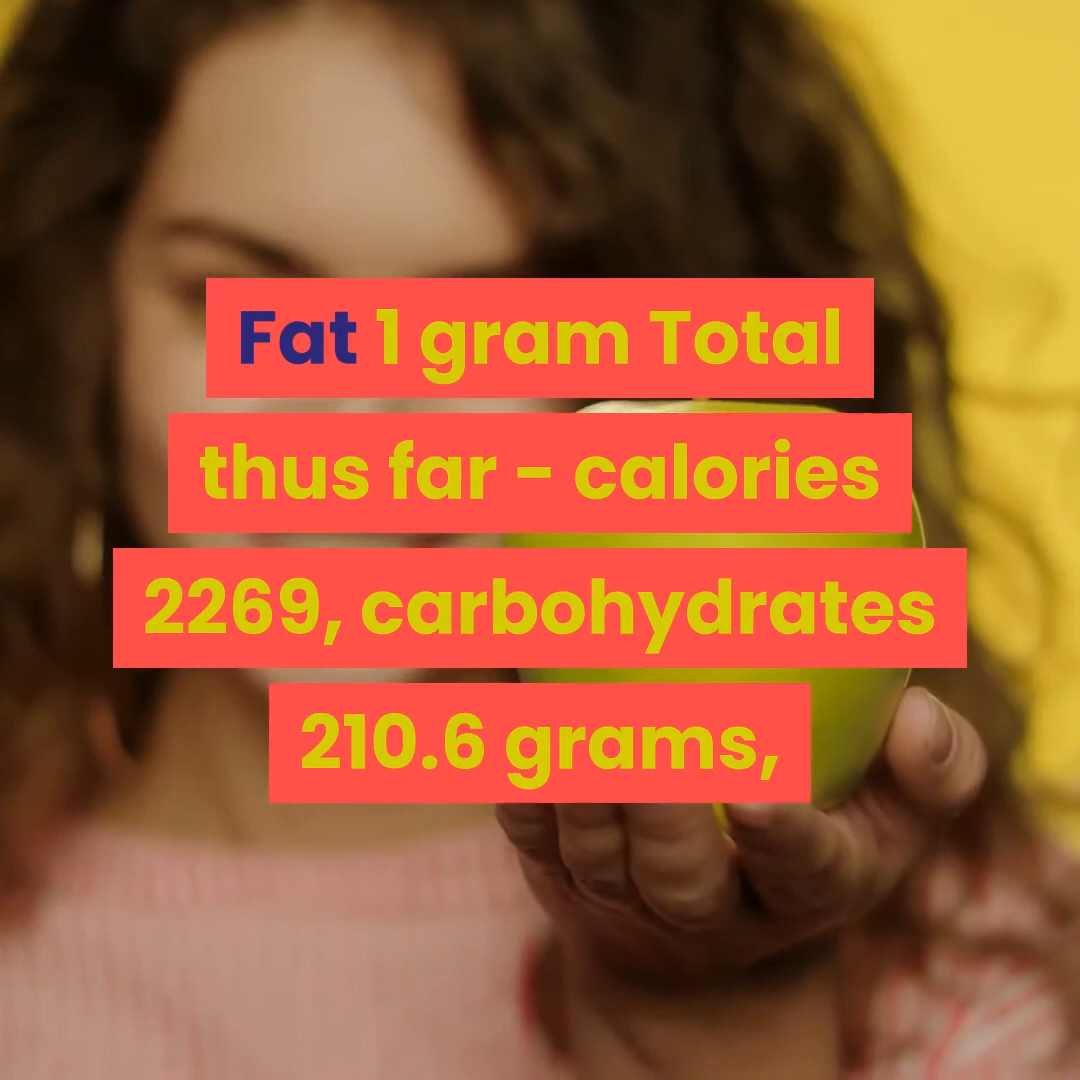 Fat 1 gram Total
thus far - calories
2269, carbohydrates
210.6 grams,